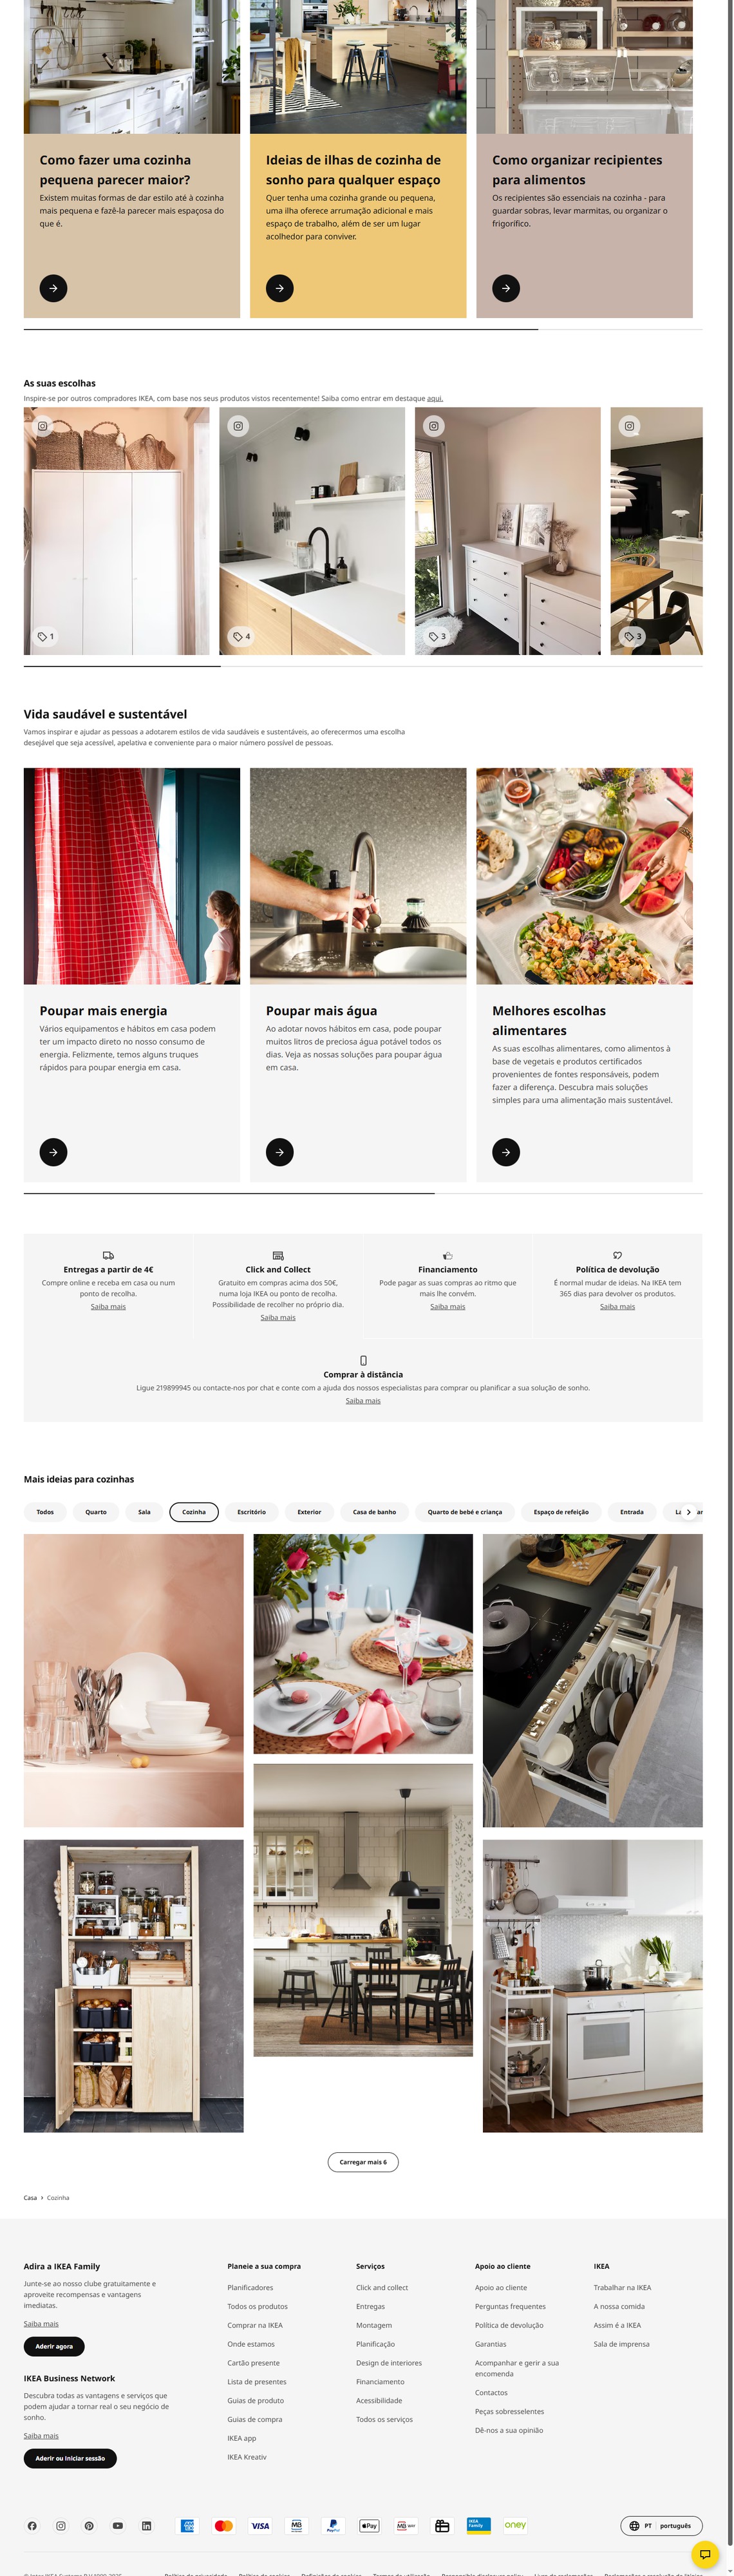 Como fazer uma cozinha
pequena parecer maior?
Existem muitas formas de dar estilo até à cozinha
mais pequena e fazê-la parecer mais espaçosa do
que é.
Ideias de ilhas de cozinha de
sonho para qualquer espaço
Quer tenha uma cozinha grande ou pequena,
uma ilha oferece arrumação adicional e mais
espaço de trabalho, além de ser um lugar
acolhedor para conviver.
Como organizar recipientes
para alimentos
Os recipientes são essenciais na cozinha - para
guardar sobras, levar marmitas, ou organizar o
frigorífico.
As suas escolhas
Inspire-se por outros compradores IKEA, com base nos seus produtos vistos recentemente! Saiba como entrar em destaque aqui.
1
4
3
3
Vida saudável e sustentável
Vamos inspirar e ajudar as pessoas a adotarem estilos de vida saudáveis e sustentáveis, ao oferecermos uma escolha
desejável que seja acessível, apelativa e conveniente para o maior número possível de pessoas.
Poupar mais energia
Vários equipamentos e hábitos em casa podem
ter um impacto direto no nosso consumo de
energia. Felizmente, temos alguns truques
rápidos para poupar energia em casa.
Poupar mais água
Ao adotar novos hábitos em casa, pode poupar
muitos litros de preciosa água potável todos os
dias. Veja as nossas soluções para poupar água
em casa.
Melhores escolhas
alimentares
As suas escolhas alimentares, como alimentos à
base de vegetais e produtos certificados
provenientes de fontes responsáveis, podem
fazer a diferença. Descubra mais soluções
simples para uma alimentação mais sustentável.
Entregas a partir de 4€
Compre online e receba em casa ou num
ponto de recolha.
Saiba mais
Click and Collect
Gratuito em compras acima dos 50€,
numa loja IKEA ou ponto de recolha.
Possibilidade de recolher no próprio dia.
Saiba mais
Financiamento
Pode pagar as suas compras ao ritmo que
mais lhe convém.
Saiba mais
Política de devolução
É normal mudar de ideias. Na IKEA tem
365 dias para devolver os produtos.
Saiba mais
Comprar à distância
Ligue 219899945 ou contacte-nos por chat e conte com a ajuda dos nossos especialistas para comprar ou planificar a sua solução de sonho.
Saiba mais
Mais ideias para cozinhas
Todos Quarto Sala Cozinha Escritório Exterior Casa de banho Quarto de bebé e criança Espaço de refeição Entrada
Carregar mais 6
Casa > Cozinha
Adira a IKEA Family
Junte-se ao nosso clube gratuitamente e
aproveite recompensas e vantagens
imediatas.
Saiba mais
Aderir agora
IKEA Business Network
Descubra todas as vantagens e serviços que
podem ajudar a tornar real o seu negócio de
sonho.
Saiba mais
Aderir ou Iniciar sessão
Planeie a sua compra
Planificadores
Todos os produtos
Comprar na IKEA
Onde estamos
Cartão presente
Lista de presentes
Guias de produto
Guias de compra
IKEA app
IKEA Kreativ
Serviços
Click and collect
Entregas
Montagem
Planificação
Design de interiores
Financiamento
Acessibilidade
Todos os serviços
Apoio ao cliente
Apoio ao cliente
Perguntas frequentes
Política de devolução
Garantias
Acompanhar e gerir a sua
encomenda
Contactos
Peças sobresselentes
Dê-nos a sua opinião
IKEA
Trabalhar na IKEA
A nossa comida
Assim é a IKEA
Sala de imprensa
VISA
MB
PayPal
Pay
MB WAY
IKEA
Family
oney
PT português